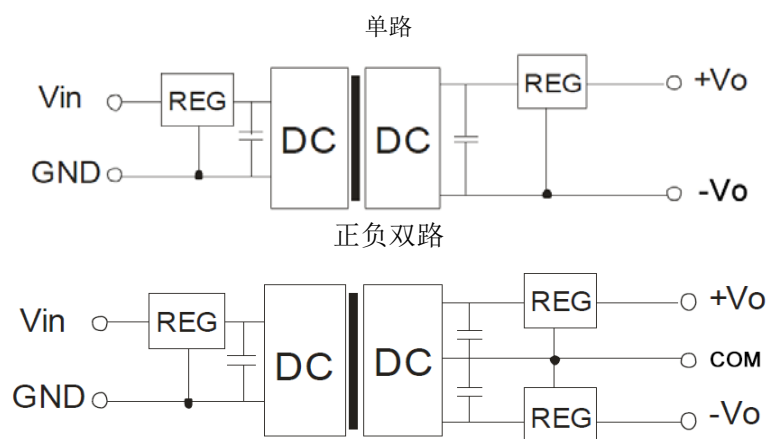 单路
Vin REG DC DC REG +Vo
GND -Vo
正负双路
Vin REG DC DC REG +Vo
COM
GND REG -Vo